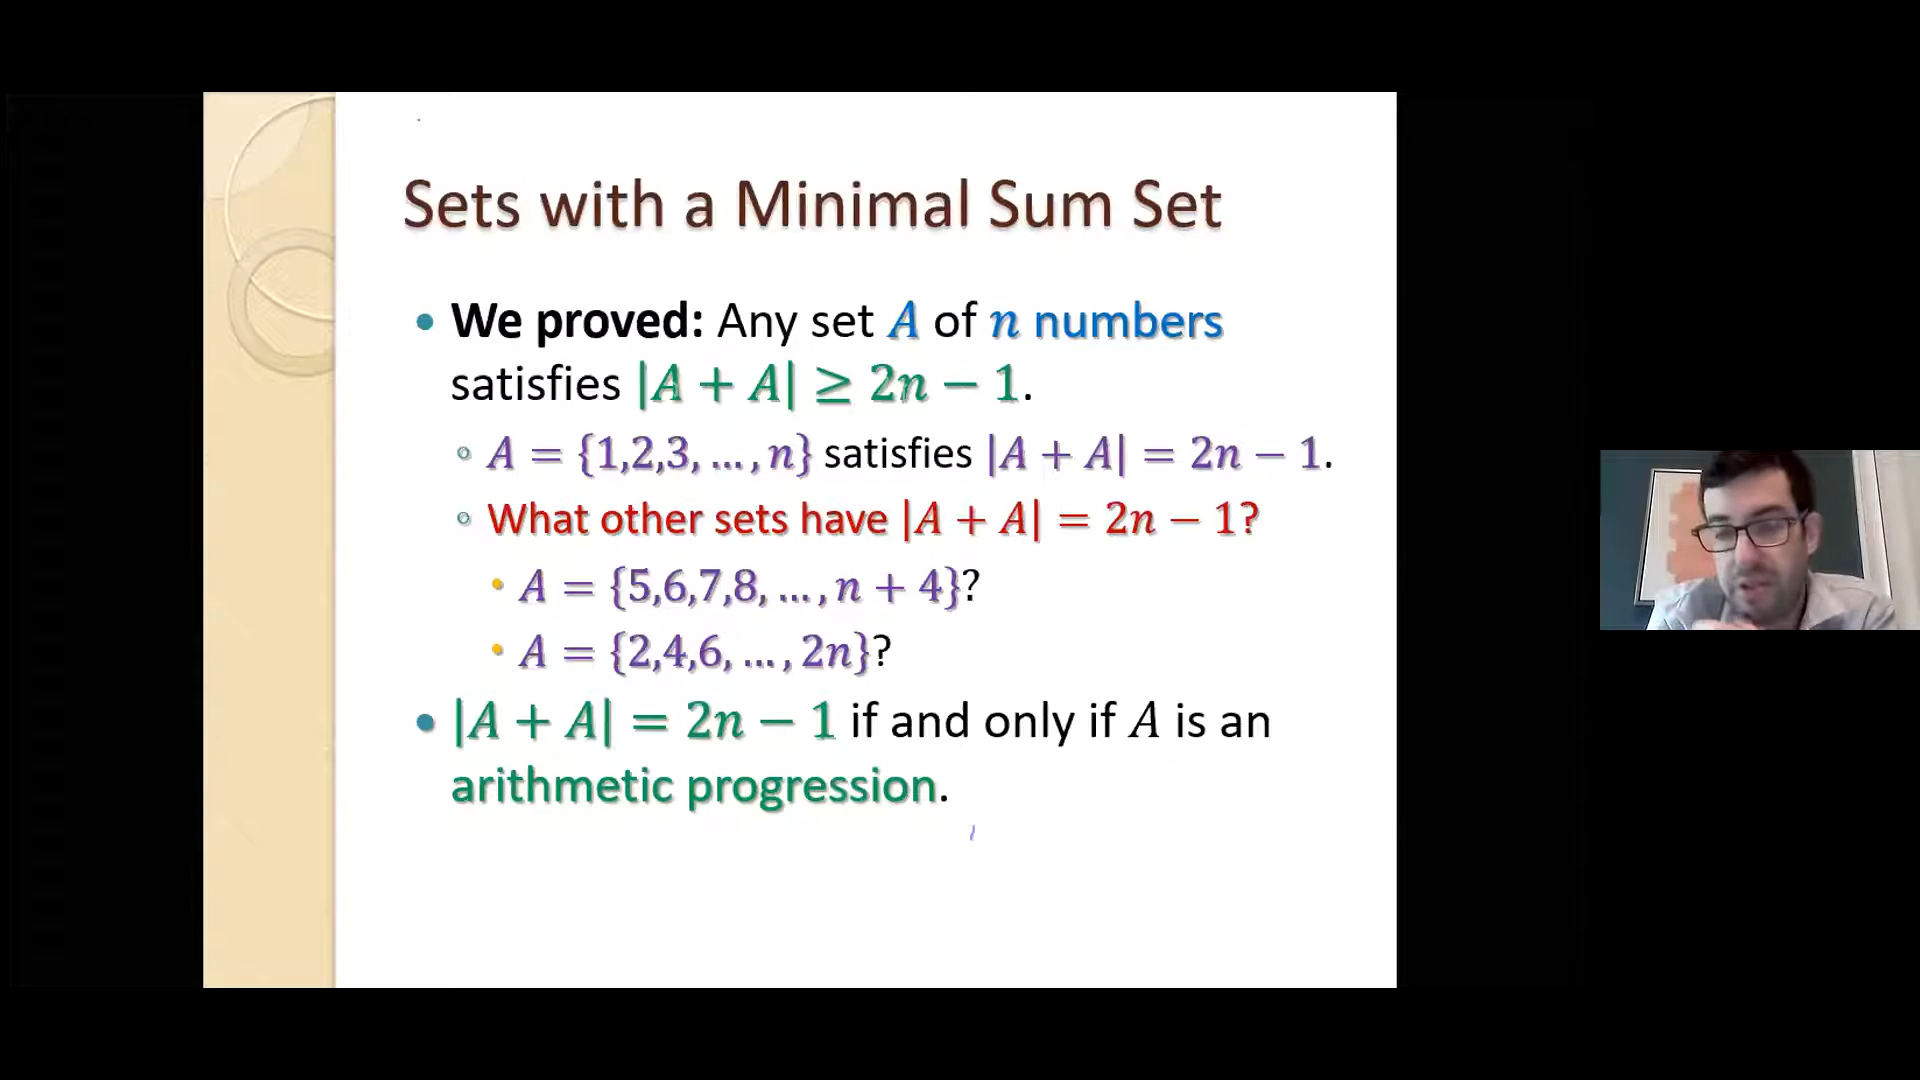 Sets with a Minimal Sum Set
• We proved: Any set A of n numbers
satisfies |A + A| ≥ 2n − 1.
◦ A = {1,2,3, … , n} satisfies |A + A| = 2n − 1.
◦ What other sets have |A + A| = 2n − 1?
• A = {5,6,7,8, … , n + 4}?
• A = {2,4,6, … , 2n}?
• |A + A| = 2n − 1 if and only if A is an
arithmetic progression.